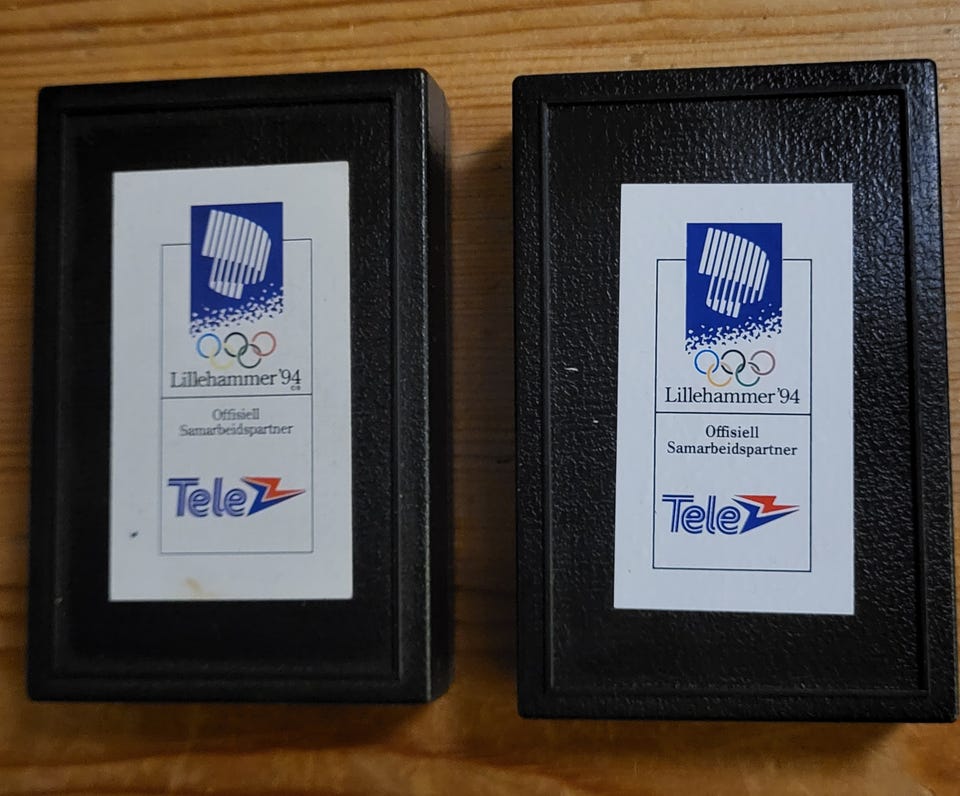 Lillehammer '94
Offisiell
Samarbeidspartner
Tele
Lillehammer '94
Offisiell
Samarbeidspartner
Tele